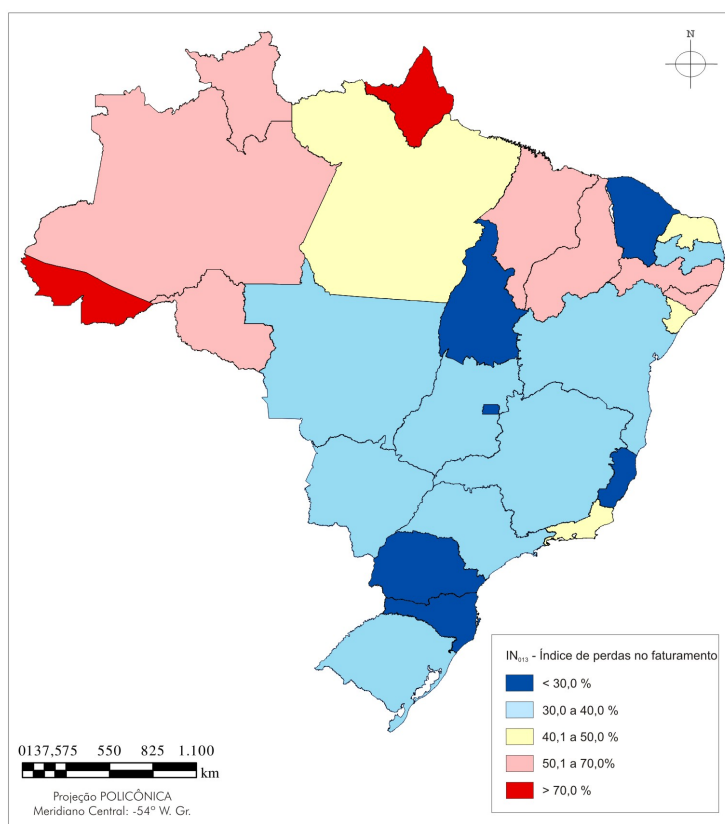 N
IN013 - Índice de perdas no faturamento
< 30,0 %
30,0 a 40,0 %
40,1 a 50,0 %
50,1 a 70,0%
> 70,0 %
0137,575 550 825 1.100
km
Projeção POLICÔNICA
Meridiano Central: -54º W. Gr.